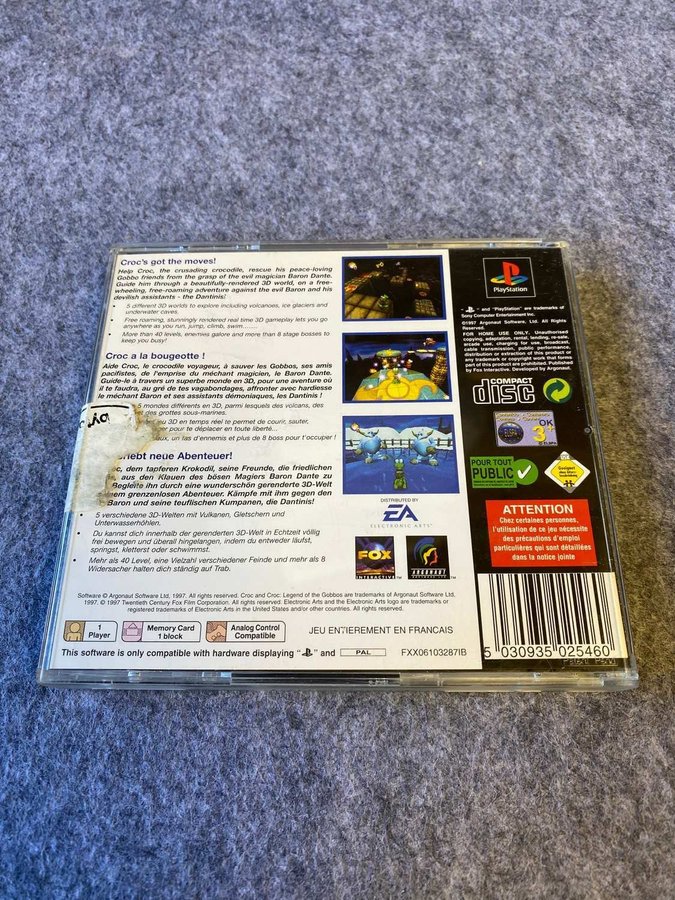 Croc's got the moves!
Help Croc, the crusading crocodile, rescue his peace-loving
Gobbo friends from the grasp of the evil magician Baron Dante.
Guide him through a beautifully-rendered 3D world, on a free-
wheeling, free-roaming adventure against the evil Baron and his
devilish assistants - the Dantinis!
• 5 different 3D worlds to explore including volcanoes, ice glaciers and
underwater caves.
• Free roaming, stunningly rendered real time 3D gameplay lets you go
anywhere as you run, jump, climb, swim.......
• More than 40 levels, enemies galore and more than 8 stage bosses to
keep you busy!
Croc a la bougeotte !
Aide Croc, le crocodile voyageur, à sauver les Gobbos, ses amis
pacifistes, de l'emprise du méchant magicien, le Baron Dante.
Guide-le à travers un superbe monde en 3D, pour une aventure où
il te faudra, au gré de tes vagabondages, affronter avec hardiesse
le méchant Baron et ses assistants démoniaques, les Dantinis !
5 mondes différents en 3D, parmi lesquels des volcans, des
et des grottes sous-marines.
jeu 3D en temps réel te permet de courir, sauter,
per pour te déplacer en toute liberté...
aux, un tas d'ennemis et plus de 8 boss pour t'occuper !
erlebt neue Abenteuer!
oc, dem tapferen Krokodil, seine Freunde, die friedlichen
aus den Klauen des bösen Magiers Baron Dante zu
Begleite ihn durch eine wunderschön gerenderte 3D-Welt
nem grenzenlosen Abenteuer. Kämpfe mit ihm gegen den
Baron und seine teuflischen Kumpanen, die Dantinis!
• 5 verschiedene 3D-Welten mit Vulkanen, Gletschern und
Unterwasserhöhlen.
• Du kannst dich innerhalb der gerenderten 3D-Welt in Echtzeit völlig
frei bewegen und überall hingelangen, indem du entweder läufst,
springst, kletterst oder schwimmst.
• Mehr als 40 Level, eine Vielzahl verschiedener Feinde und mehr als 8
Widersacher halten dich ständig auf Trab.
DISTRIBUTED BY
EA
ELECTRONIC ARTS™
FOX
INTERACTIVE™
ARGONAUT
SOFTWARE LTD.
Software © Argonaut Software Ltd, 1997. All rights reserved. Croc and Croc: Legend of the Gobbos are trademarks of Argonaut Software Ltd.
1997. © 1997 Twentieth Century Fox Film Corporation. All rights reserved. Electronic Arts and the Electronic Arts logo are trademarks or
registered trademarks of Electronic Arts in the United States and/or other countries. All rights reserved.
1
Player
Memory Card
1 block
Analog Control
Compatible
JEU ENTIEREMENT EN FRANCAIS
This software is only compatible with hardware displaying " " and PAL
FXX06103287IB
PlayStation
" " and "PlayStation" are trademarks of
Sony Computer Entertainment Inc.
©1997 Argonaut Software Ltd. All Rights
Reserved.
FOR HOME USE ONLY. Unauthorised
copying, adaptation, rental, lending, re-sale,
arcade use, charging for use, broadcast,
cable transmission, public performance,
distribution or extraction of this product or
any trademark or copyright work that forms
part of this product are prohibited. Published
by Fox Interactive. Developed by Argonaut.
COMPACT
disc
OK
3+
© ELSPA
POUR TOUT
PUBLIC
Geeignet
ATTENTION
Chez certaines personnes,
l'utilisation de ce jeu nécessite
des précautions d'emploi
particulières qui sont détaillées
dans la notice jointe
5 030935 025460